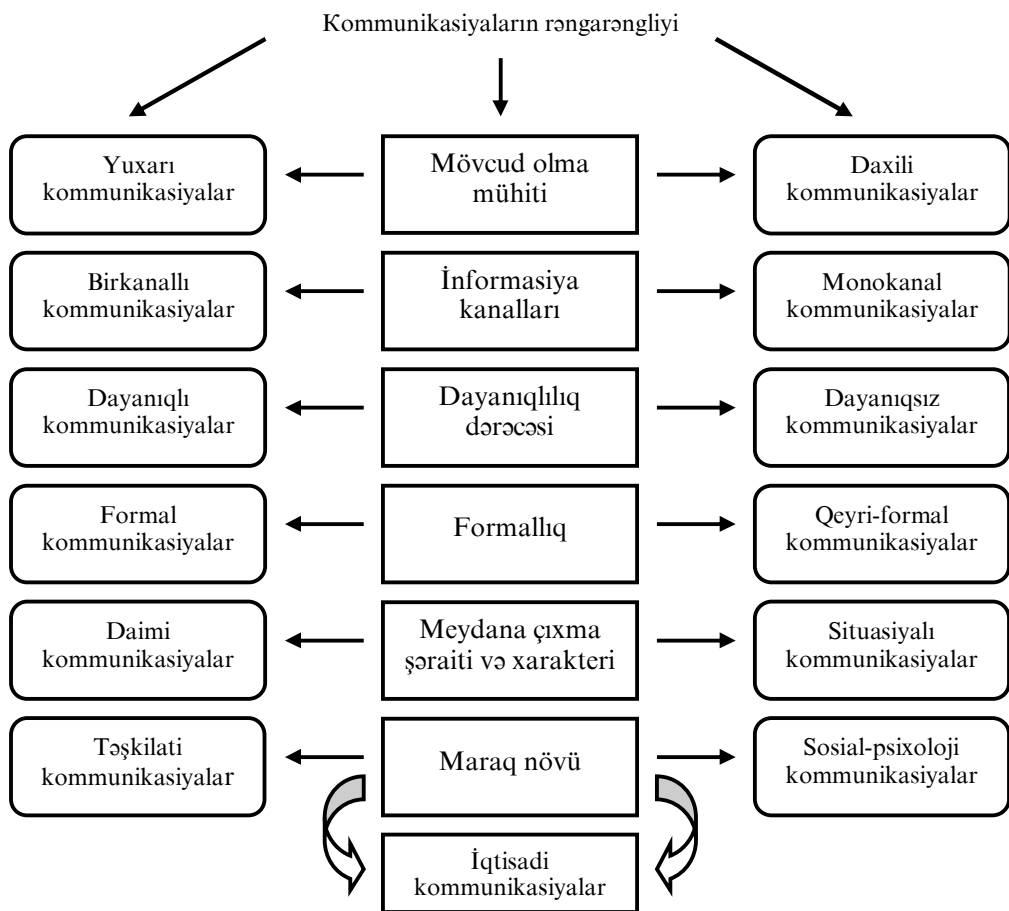 Kommunikasiyaların rəngarəngliyi
Yuxarı
kommunikasiyalar
Mövcud olma
mühiti
Daxili
kommunikasiyalar
Birkanallı
kommunikasiyalar
İnformasiya
kanalları
Monokanal
kommunikasiyalar
Dayanıqlı
kommunikasiyalar
Dayanıqlılıq
dərəcəsi
Dayanıqsız
kommunikasiyalar
Formal
kommunikasiyalar
Formallıq
Qeyri-formal
kommunikasiyalar
Daimi
kommunikasiyalar
Meydana çıxma
şəraiti və xarakteri
Situasiyalı
kommunikasiyalar
Təşkilati
kommunikasiyalar
Maraq növü
Sosial-psixoloji
kommunikasiyalar
İqtisadi
kommunikasiyalar